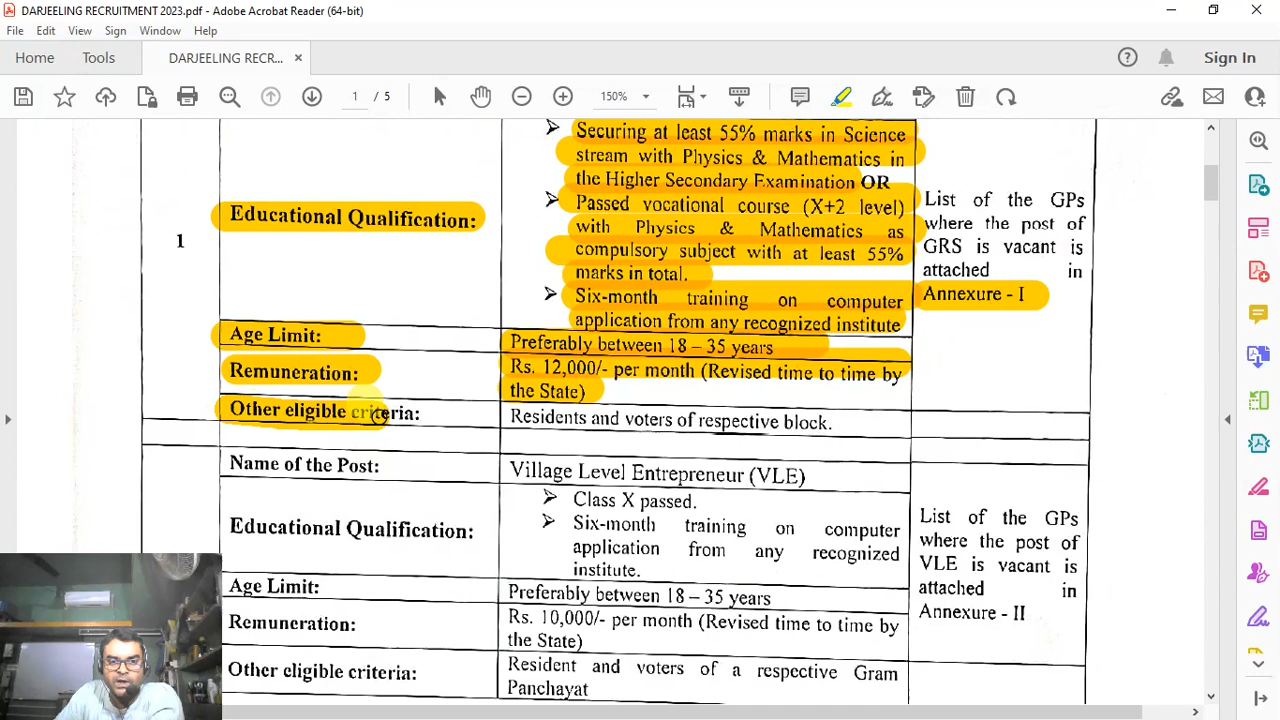 DARJEELING RECRUITMENT 2023.pdf - Adobe Acrobat Reader (64-bit)
File Edit View Sign Window Help
Home Tools DARJEELING RECR... Sign In
1 / 5 150%
1
Educational Qualification:
Securing at least 55% marks in Science
stream with Physics & Mathematics in
the Higher Secondary Examination OR
Passed vocational course (X+2 level)
with Physics & Mathematics as
compulsory subject with at least 55%
marks in total.
Six-month training on computer
application from any recognized institute
List of the GPs
where the post of
GRS is vacant is
attached in
Annexure - I
Age Limit:
Preferably between 18 – 35 years
Remuneration:
Rs. 12,000/- per month (Revised time to time by
the State)
Other eligible criteria:
Residents and voters of respective block.
Name of the Post:
Village Level Entrepreneur (VLE)
Educational Qualification:
Class X passed.
Six-month training on computer
application from any recognized
institute.
List of the GPs
where the post of
VLE is vacant is
attached in
Annexure - II
Age Limit:
Preferably between 18 – 35 years
Remuneration:
Rs. 10,000/- per month (Revised time to time by
the State)
Other eligible criteria:
Resident and voters of a respective Gram
Panchayat